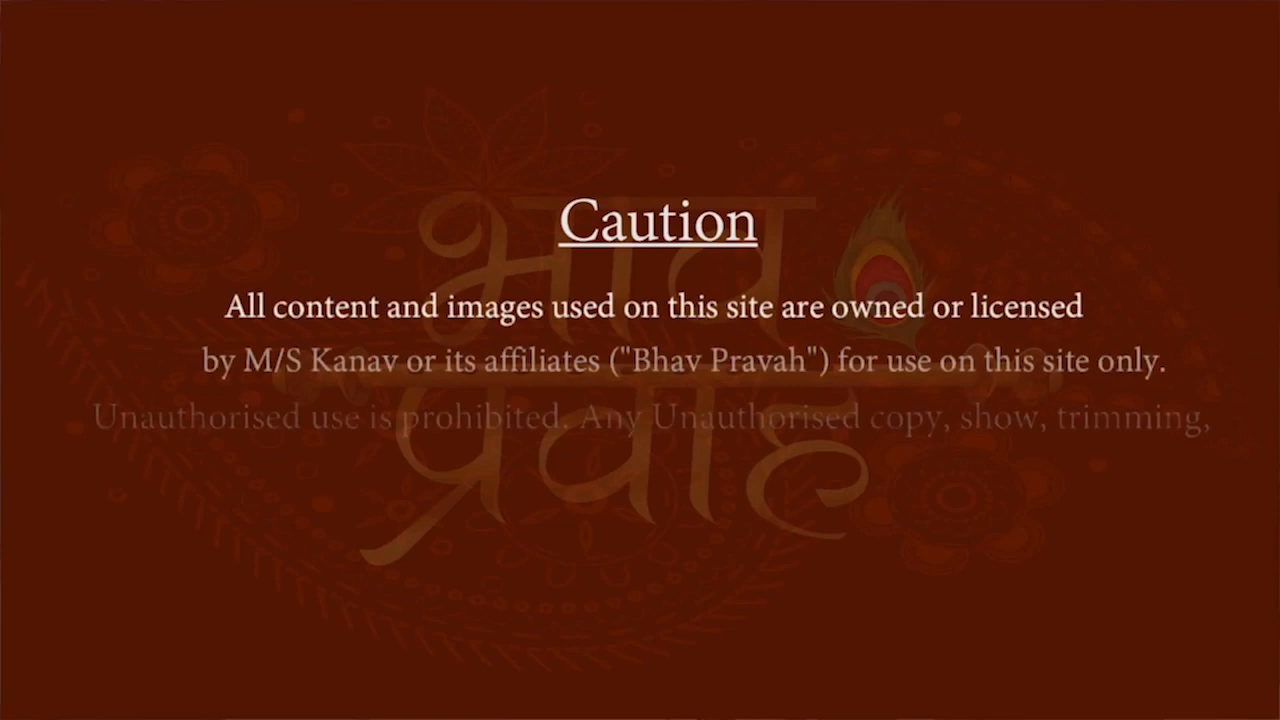 Caution
All content and images used on this site are owned or licensed
by M/S Kanav or its affiliates ("Bhav Pravah") for use on this site only.
Unauthorised use is prohibited. Any Unauthorised copy, show, trimming,
भाव
प्रवाह